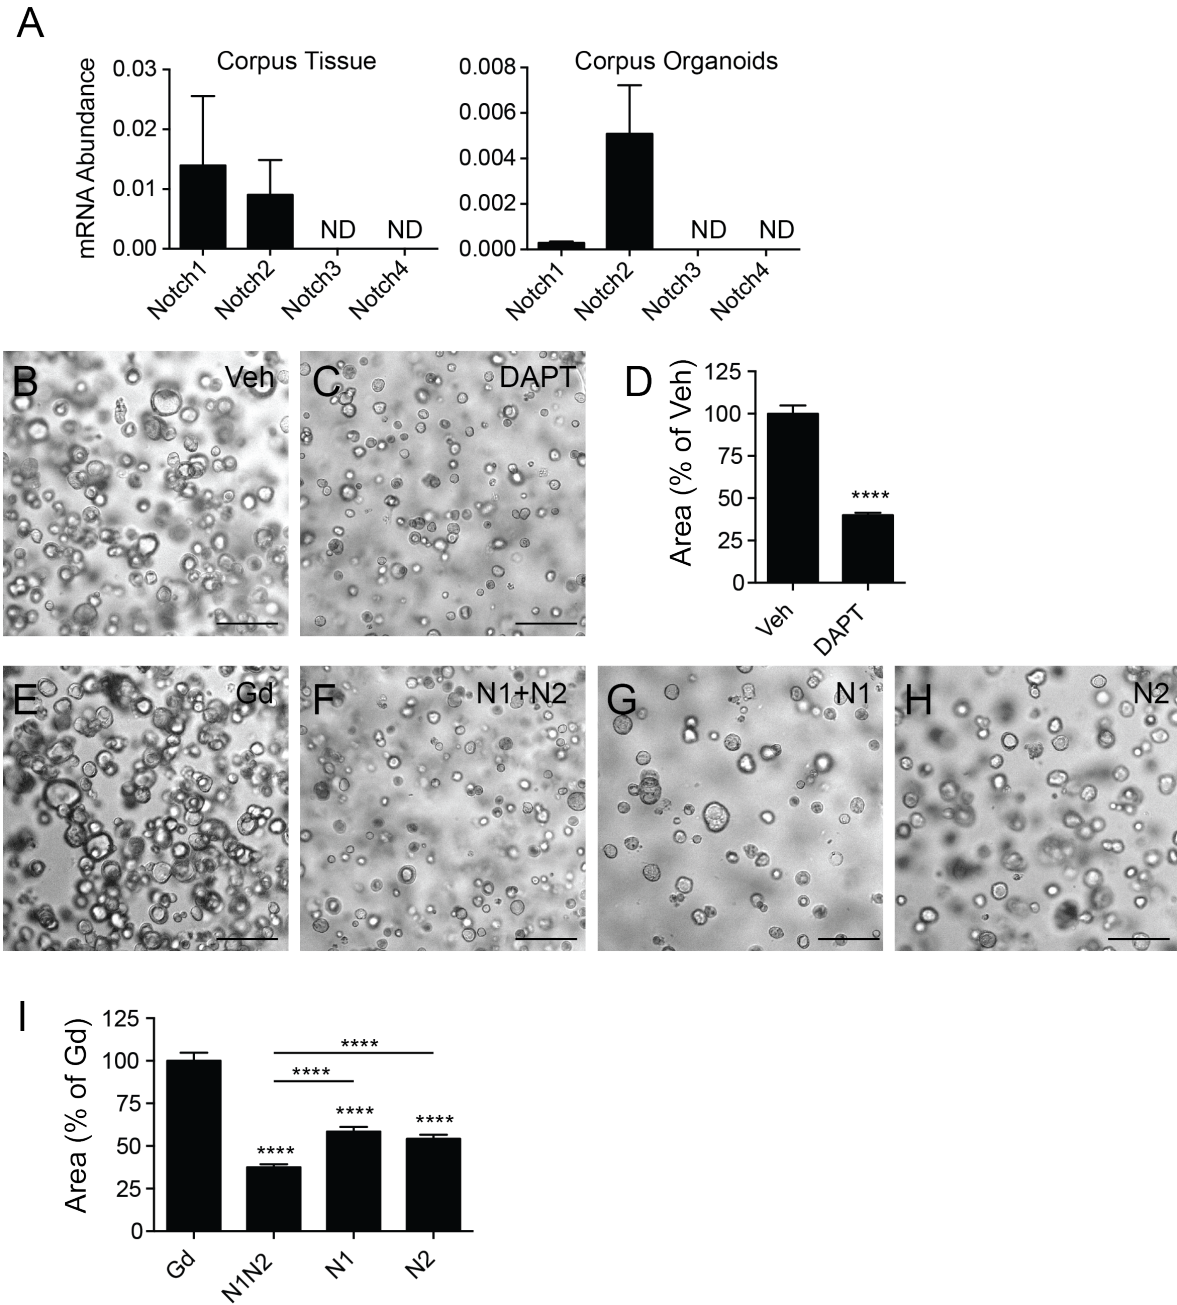 A
Corpus Tissue
mRNA Abundance
0.03
0.02
0.01
0.00
ND
ND
Notch1
Notch2
Notch3
Notch4
Corpus Organoids
0.008
0.006
0.004
0.002
0.000
ND
ND
Notch1
Notch2
Notch3
Notch4
B
Veh
C
DAPT
D
Area (% of Veh)
125
100
75
50
25
0
****
Veh
DAPT
E
Gd
F
N1+N2
G
N1
H
N2
I
Area (% of Gd)
125
100
75
50
25
0
****
****
****
****
****
Gd
N1N2
N1
N2